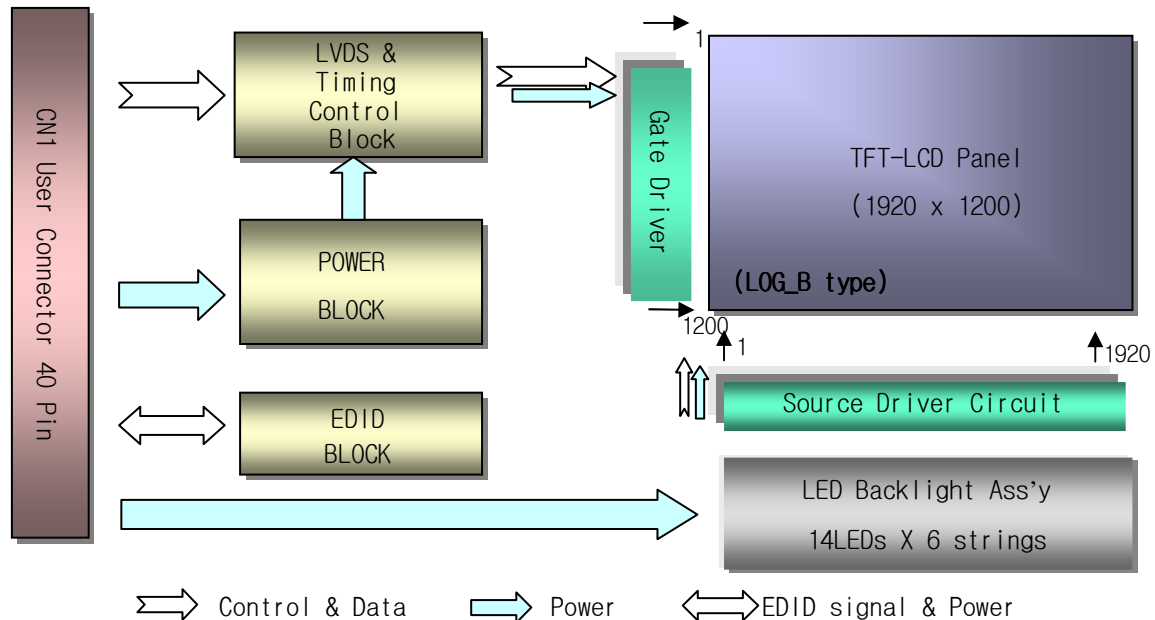 CN1 User Connector 40 Pin
LVDS &
Timing
Control
Block
POWER
BLOCK
EDID
BLOCK
Gate Driver
1
TFT-LCD Panel
(1920 x 1200)
(LOG_B type)
1200
1
1920
Source Driver Circuit
LED Backlight Ass’y
14LEDs X 6 strings
Control & Data
Power
EDID signal & Power